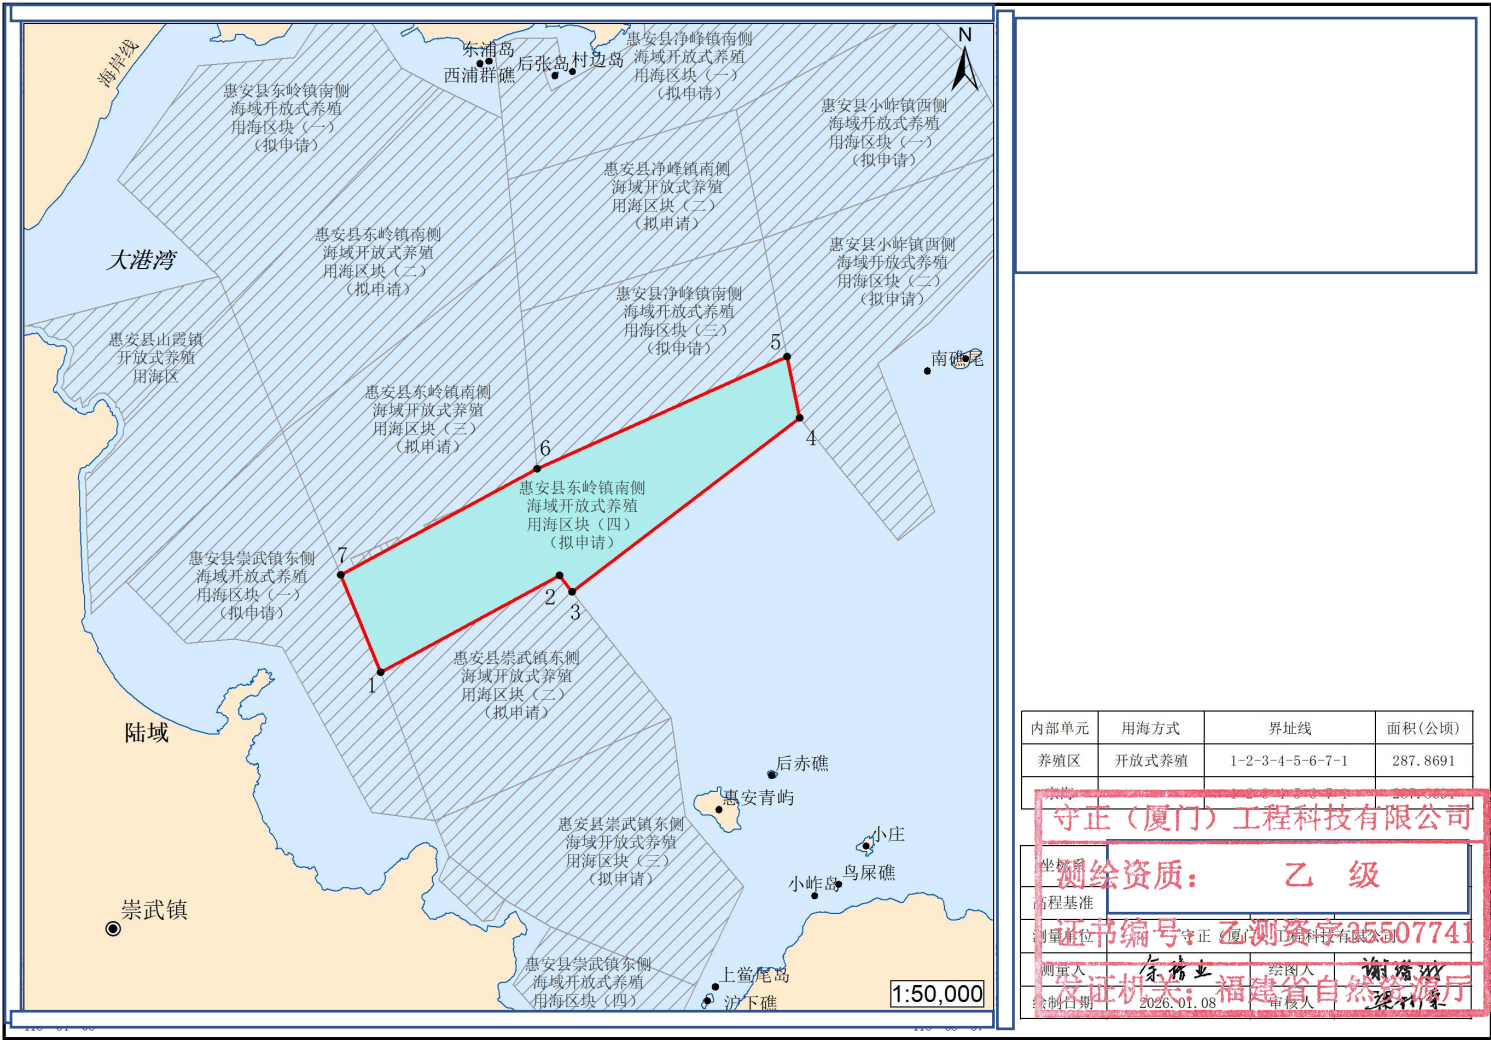 海岸线
东浦岛
西浦群礁
后张岛
村边岛
惠安县净峰镇南侧
海域开放式养殖
用海区块（一）
（拟申请）
N
惠安县东岭镇南侧
海域开放式养殖
用海区块（一）
（拟申请）
惠安县小岞镇西侧
海域开放式养殖
用海区块（一）
（拟申请）
惠安县净峰镇南侧
海域开放式养殖
用海区块（二）
（拟申请）
大港湾
惠安县东岭镇南侧
海域开放式养殖
用海区块（二）
（拟申请）
惠安县小岞镇西侧
海域开放式养殖
用海区块（二）
（拟申请）
惠安县净峰镇南侧
海域开放式养殖
用海区块（三）
（拟申请）
惠安县山霞镇
开放式养殖
用海区
5
南礁尾
惠安县东岭镇南侧
海域开放式养殖
用海区块（三）
（拟申请）
4
6
惠安县东岭镇南侧
海域开放式养殖
用海区块（四）
（拟申请）
7
惠安县崇武镇东侧
海域开放式养殖
用海区块（一）
（拟申请）
2
3
1
惠安县崇武镇东侧
海域开放式养殖
用海区块（二）
（拟申请）
陆域
后赤礁
惠安青屿
惠安县崇武镇东侧
海域开放式养殖
用海区块（三）
（拟申请）
小庄
鸟屎礁
小岞岛
崇武镇
惠安县崇武镇东侧
海域开放式养殖
用海区块（四）
上鲎尾岛
沪下礁
1:50,000
内部单元 用海方式 界址线 面积(公顷)
养殖区 开放式养殖 1-2-3-4-5-6-7-1 287.8691
守正（厦门）工程科技有限公司
测绘资质： 乙 级
高程基准
证书编号：乙测资字35507741
测量单位 守正（厦门）工程科技有限公司
测量人 绘图人
发证机关：福建省自然资源厅
绘制日期 2026.01.08 审核人